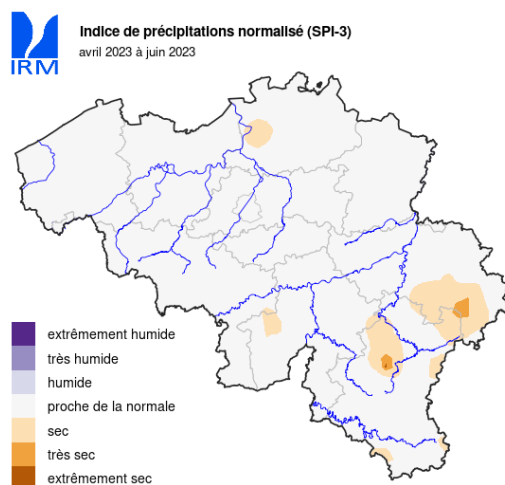 Indice de précipitations normalisé (SPI-3)
avril 2023 à juin 2023
IRM
extrêmement humide
très humide
humide
proche de la normale
sec
très sec
extrêmement sec